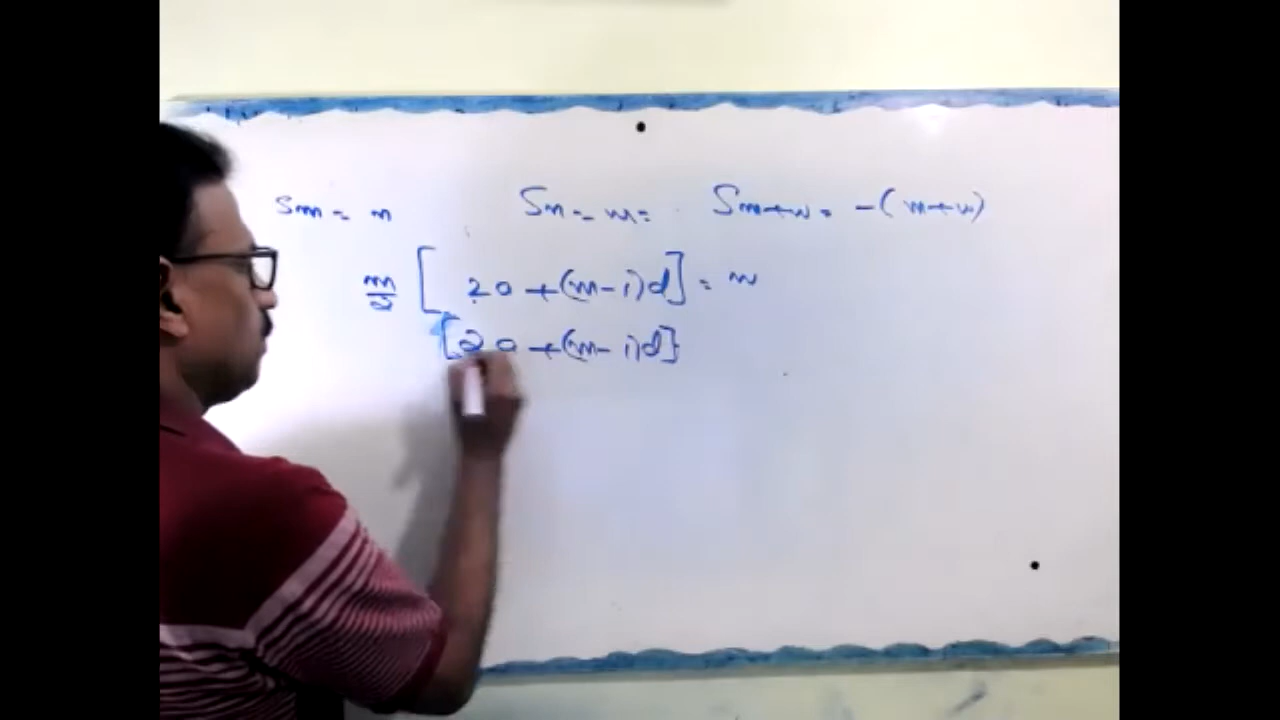 Sm = n Sn = m = Sm+n = -(m+n)
m/2 [ 2a + (m-1)d ] = n
[ 2a + (m-1)d ]